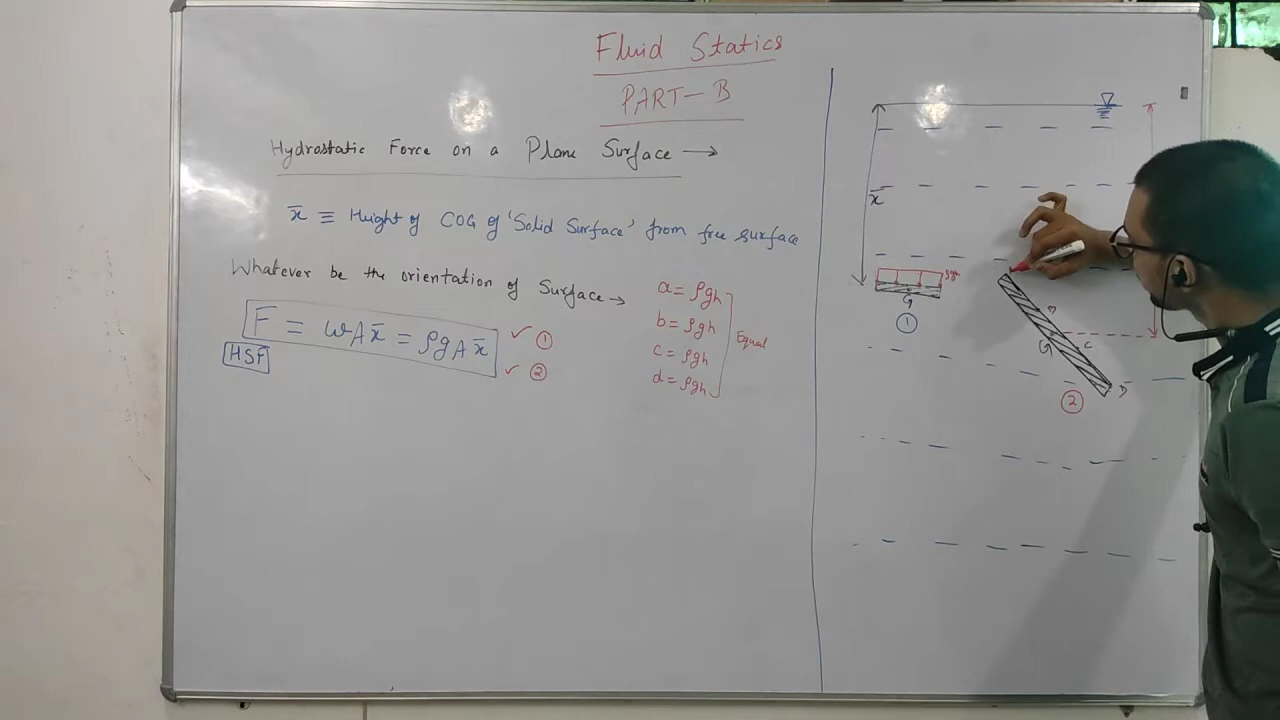 Fluid Statics
PART-B
Hydrostatic Force on a Plane Surface →
x̄ ≡ Height of COG of 'Solid Surface' from free surface
Whatever be the orientation of Surface →
F = wAx̄ = ρgAx̄
✓ 1
✓ 2
HSF
a = ρgh
b = ρgh
c = ρgh
d = ρgh
Equal
x̄
G
1
G
C
2